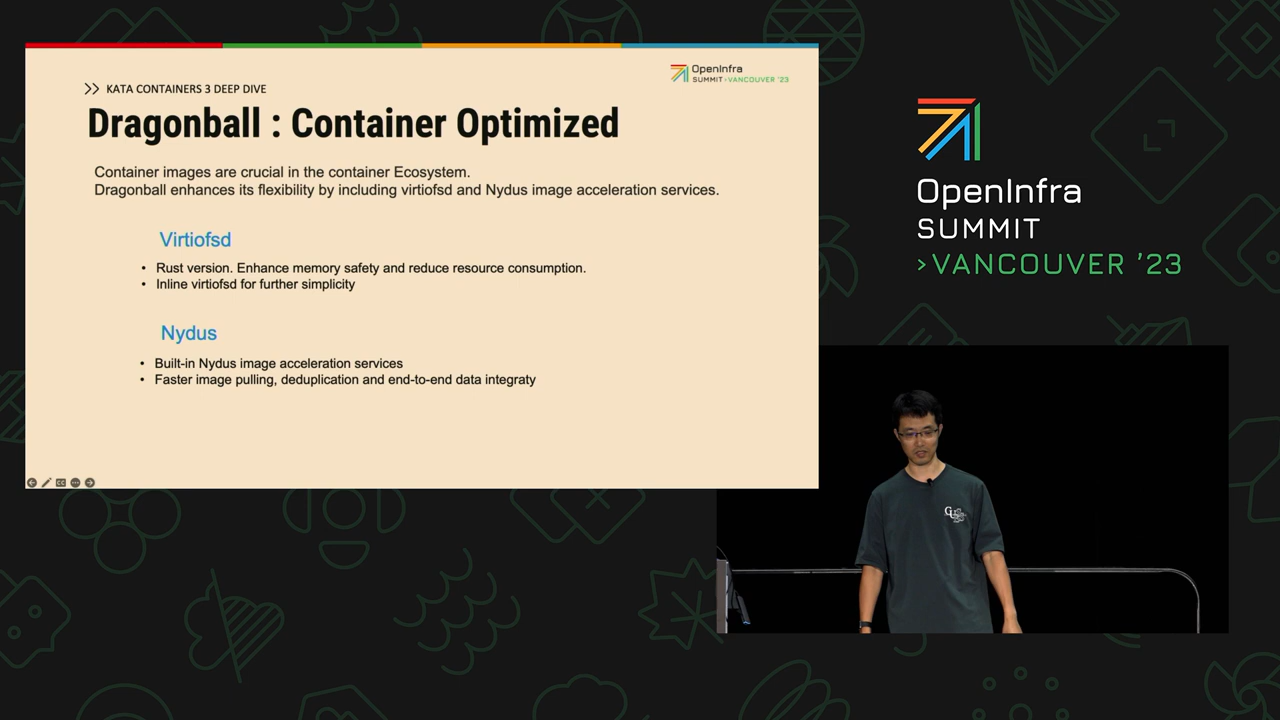 KATA CONTAINERS 3 DEEP DIVE
OpenInfra
SUMMIT >VANCOUVER '23
Dragonball : Container Optimized
Container images are crucial in the container Ecosystem.
Dragonball enhances its flexibility by including virtiofsd and Nydus image acceleration services.
Virtiofsd
• Rust version. Enhance memory safety and reduce resource consumption.
• Inline virtiofsd for further simplicity
Nydus
• Built-in Nydus image acceleration services
• Faster image pulling, deduplication and end-to-end data integraty
OpenInfra
SUMMIT
>VANCOUVER '23